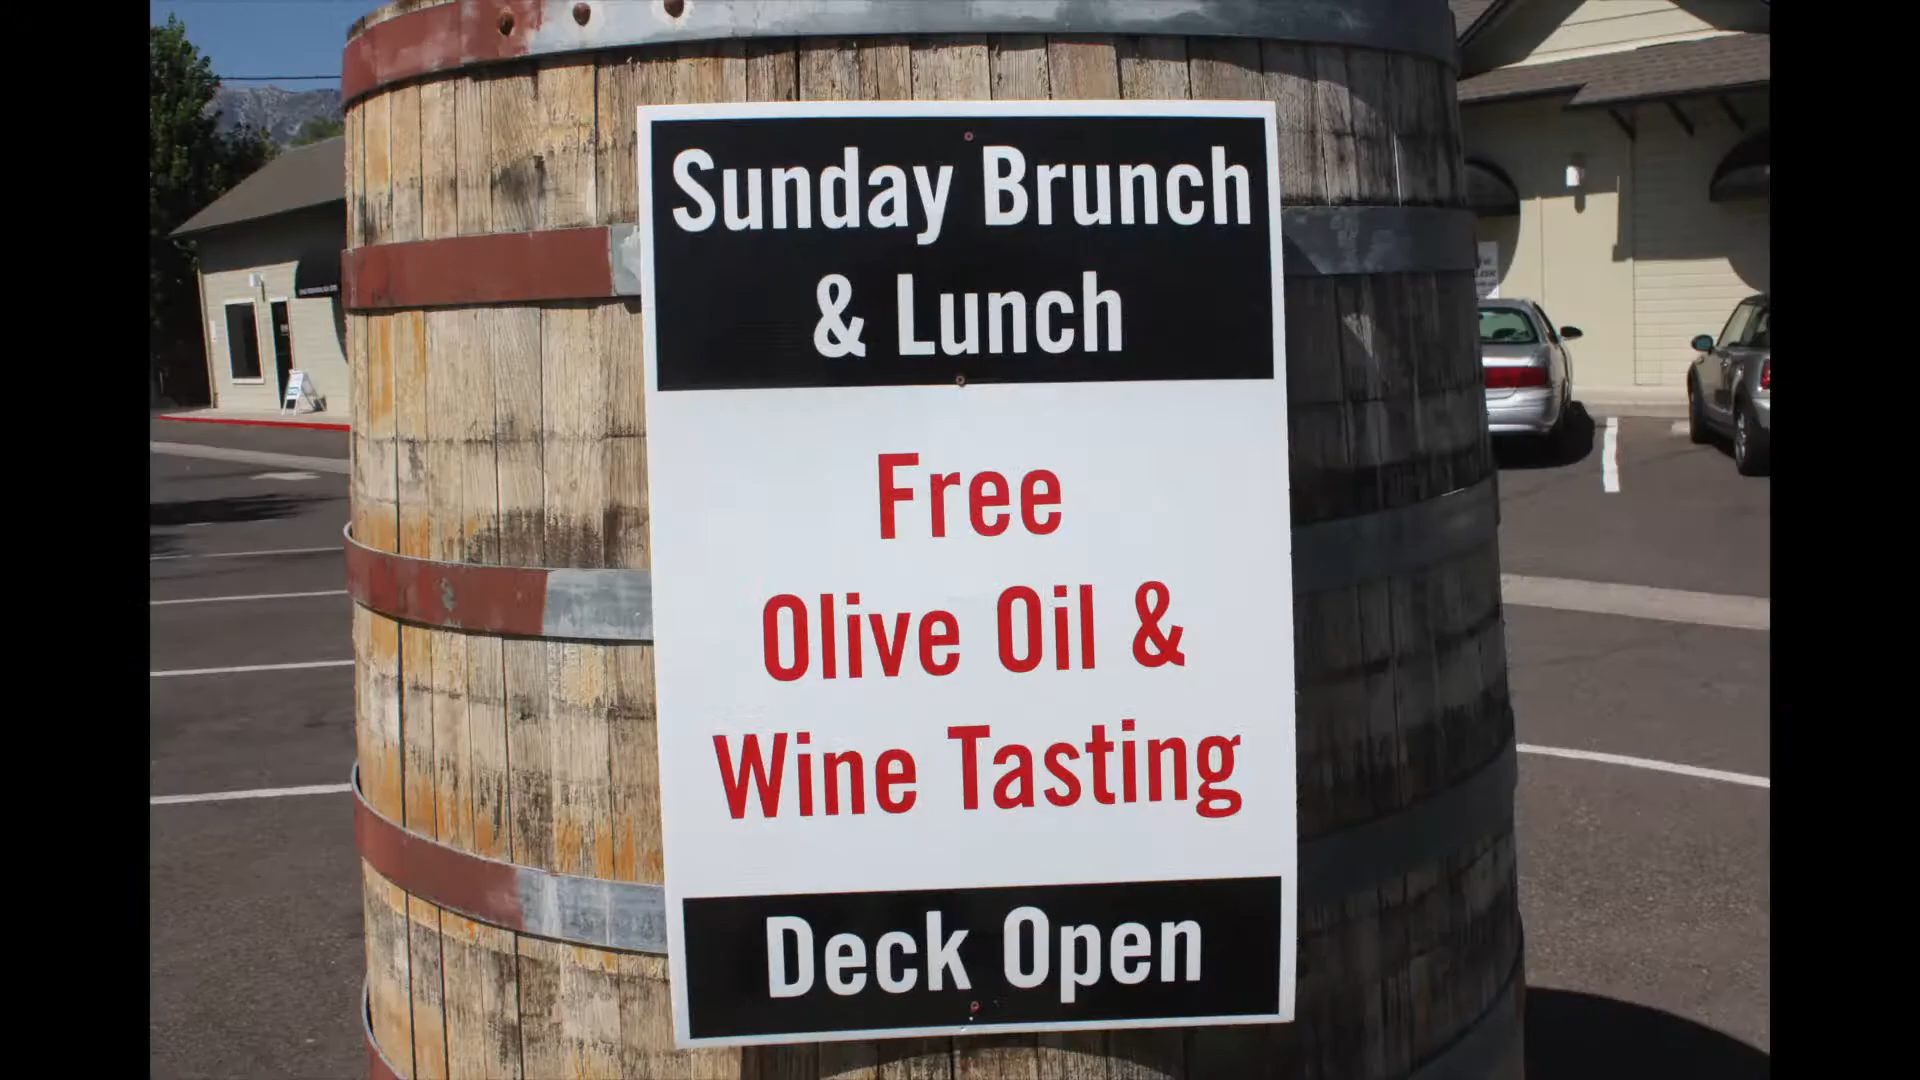 Sunday Brunch
& Lunch
Free
Olive Oil &
Wine Tasting
Deck Open